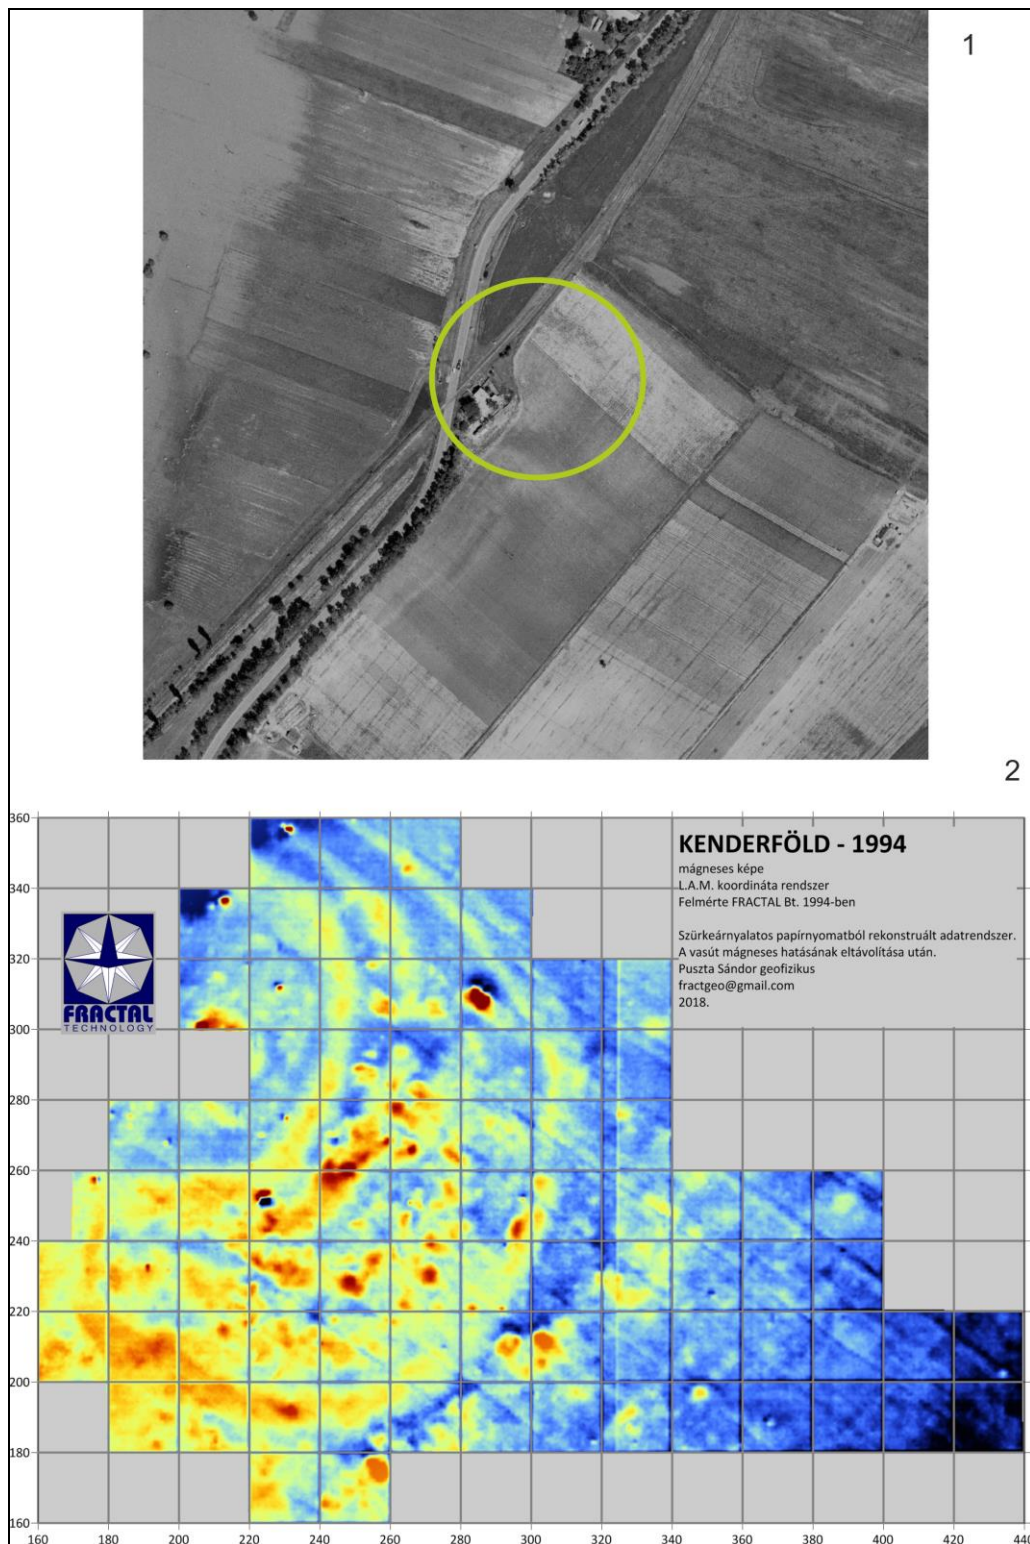 1
2
KENDERFÖLD - 1994
mágneses képe
L.A.M. koordináta rendszer
Felmérte FRACTAL Bt. 1994-ben
Szürkeárnyalatos papírnyomatból rekonstruált adatrendszer.
A vasút mágneses hatásának eltávolítása után.
Puszta Sándor geofizikus
fractgeo@gmail.com
2018.
FRACTAL
TECHNOLOGY
360
340
320
300
280
260
240
220
200
180
160
160 180 200 220 240 260 280 300 320 340 360 380 400 420 440